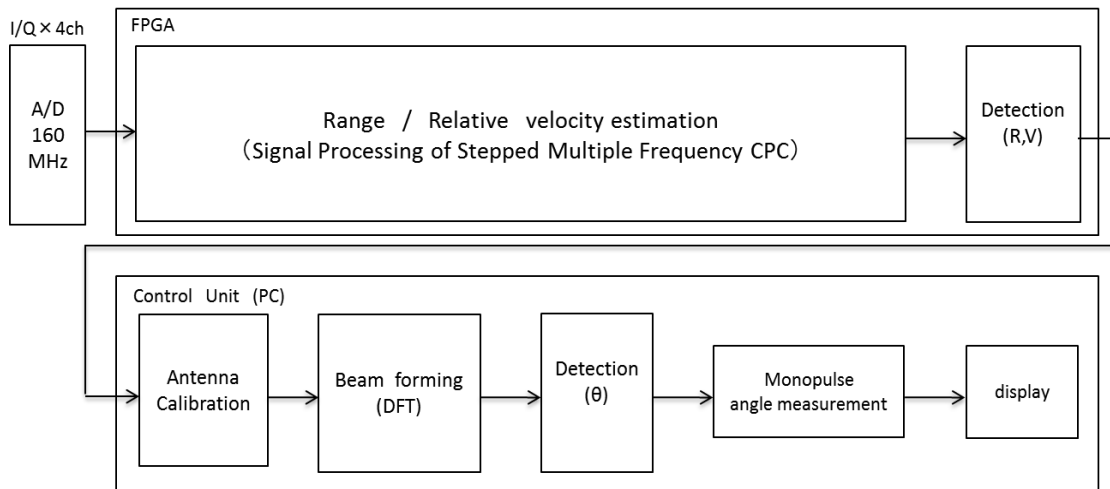 I/Q×4ch
FPGA
A/D
160
MHz
Range / Relative velocity estimation
（Signal Processing of Stepped Multiple Frequency CPC）
Detection
(R,V)
Control Unit (PC)
Antenna
Calibration
Beam forming
(DFT)
Detection
(θ)
Monopulse
angle measurement
display